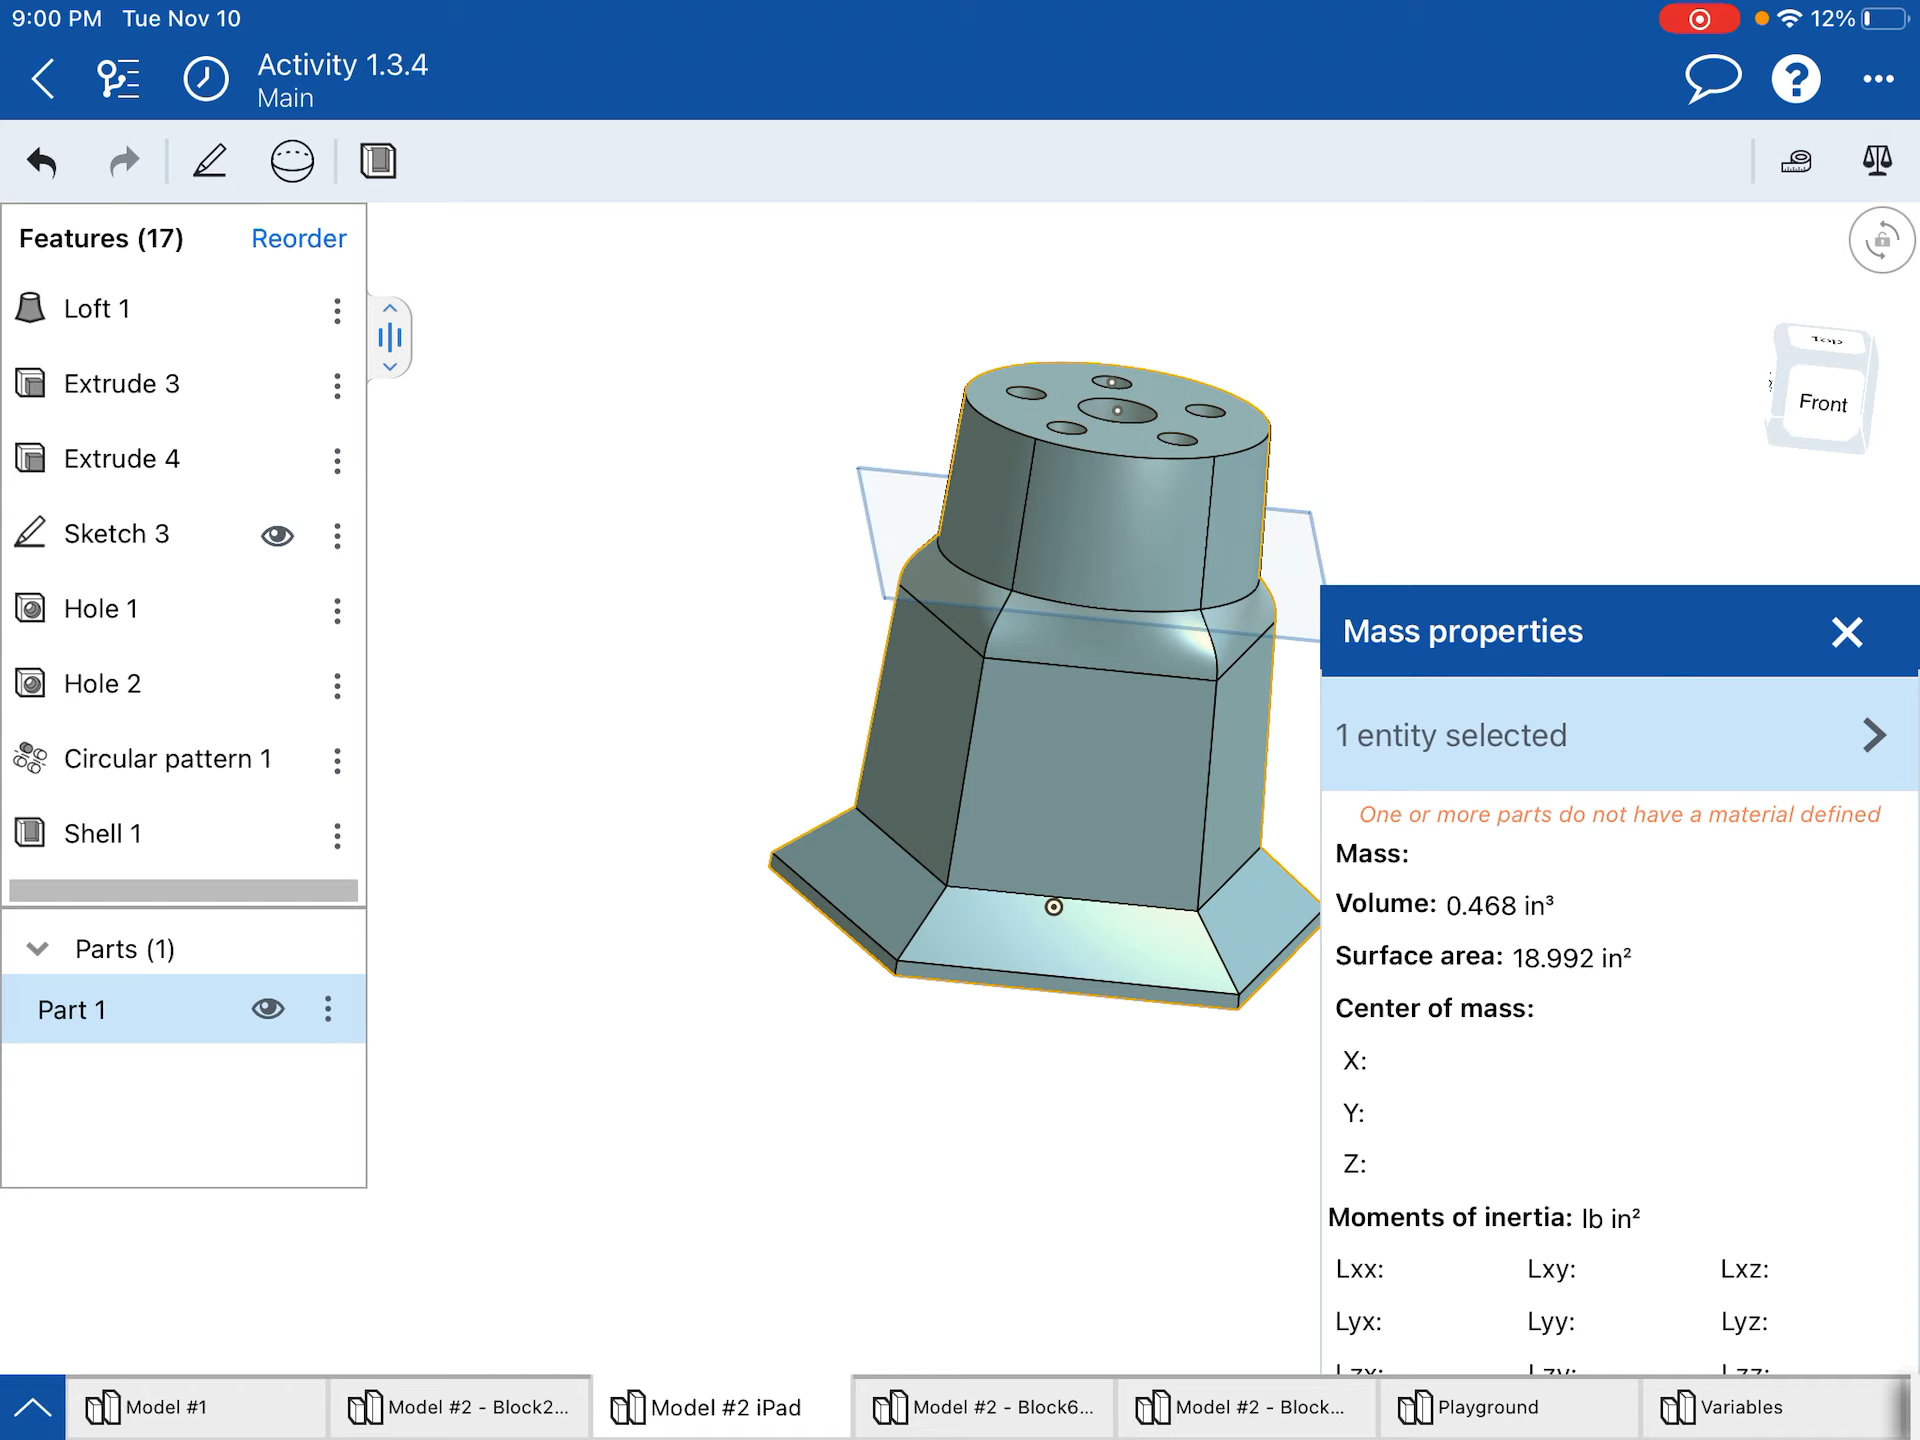 9:00 PM Tue Nov 10
12%
Activity 1.3.4
Main
Features (17) Reorder
Loft 1
Extrude 3
Extrude 4
Sketch 3
Hole 1
Hole 2
Circular pattern 1
Shell 1
Parts (1)
Part 1
Top
Front
Mass properties
1 entity selected
One or more parts do not have a material defined
Mass:
Volume: 0.468 in³
Surface area: 18.992 in²
Center of mass:
X:
Y:
Z:
Moments of inertia: lb in²
Lxx: Lxy: Lxz:
Lyx: Lyy: Lyz:
Lzx: Lzy: Lzz:
Model #1
Model #2 - Block2...
Model #2 iPad
Model #2 - Block6...
Model #2 - Block...
Playground
Variables